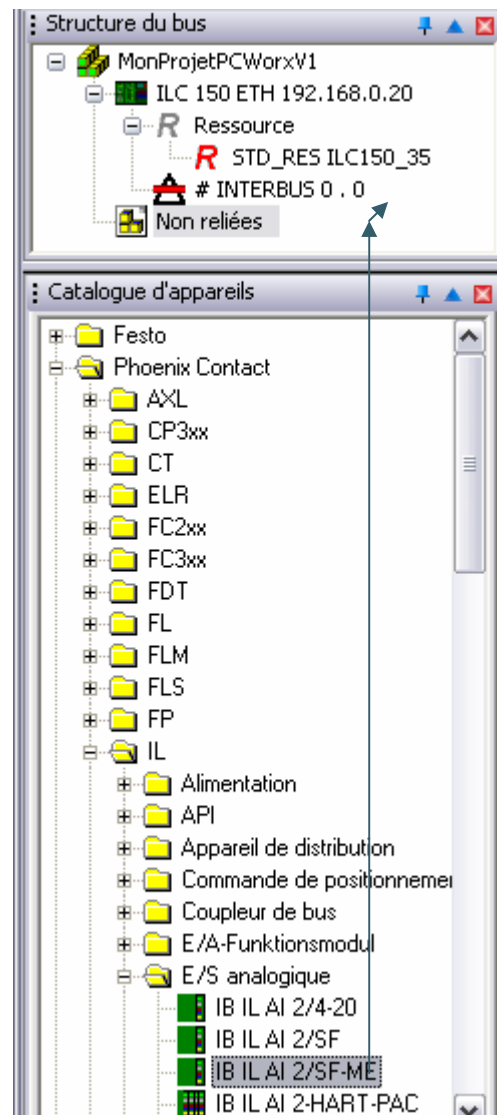 Structure du bus
MonProjetPCWorxV1
ILC 150 ETH 192.168.0.20
R Ressource
R STD_RES ILC150_35
# INTERBUS 0 . 0
Non reliées
Catalogue d'appareils
Festo
Phoenix Contact
AXL
CP3xx
CT
ELR
FC2xx
FC3xx
FDT
FL
FLM
FLS
FP
IL
Alimentation
API
Appareil de distribution
Commande de positionnemer
Coupleur de bus
E/A-Funktionsmodul
E/S analogique
IB IL AI 2/4-20
IB IL AI 2/SF
IB IL AI 2/SF-ME
IB IL AI 2-HART-PAC